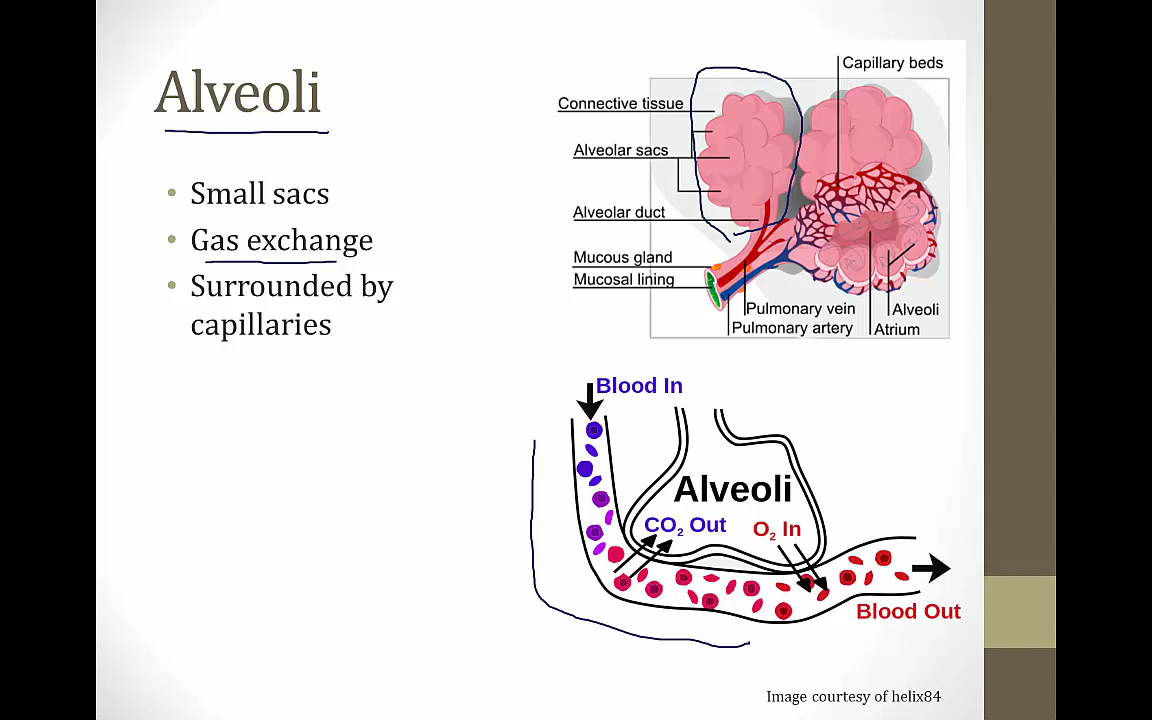 Alveoli
• Small sacs
• Gas exchange
• Surrounded by
capillaries
Capillary beds
Connective tissue
Alveolar sacs
Alveolar duct
Mucous gland
Mucosal lining
Pulmonary vein
Pulmonary artery
Alveoli
Atrium
Blood In
Alveoli
CO₂ Out
O₂ In
Blood Out
Image courtesy of helix84